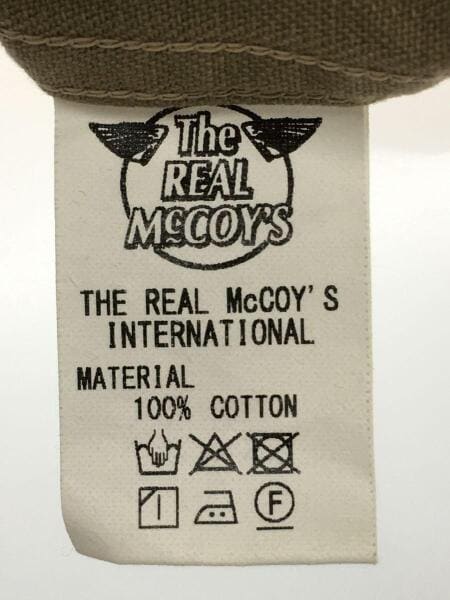 The
REAL
McCOY'S
THE REAL McCOY'S
INTERNATIONAL
MATERIAL
100% COTTON
F